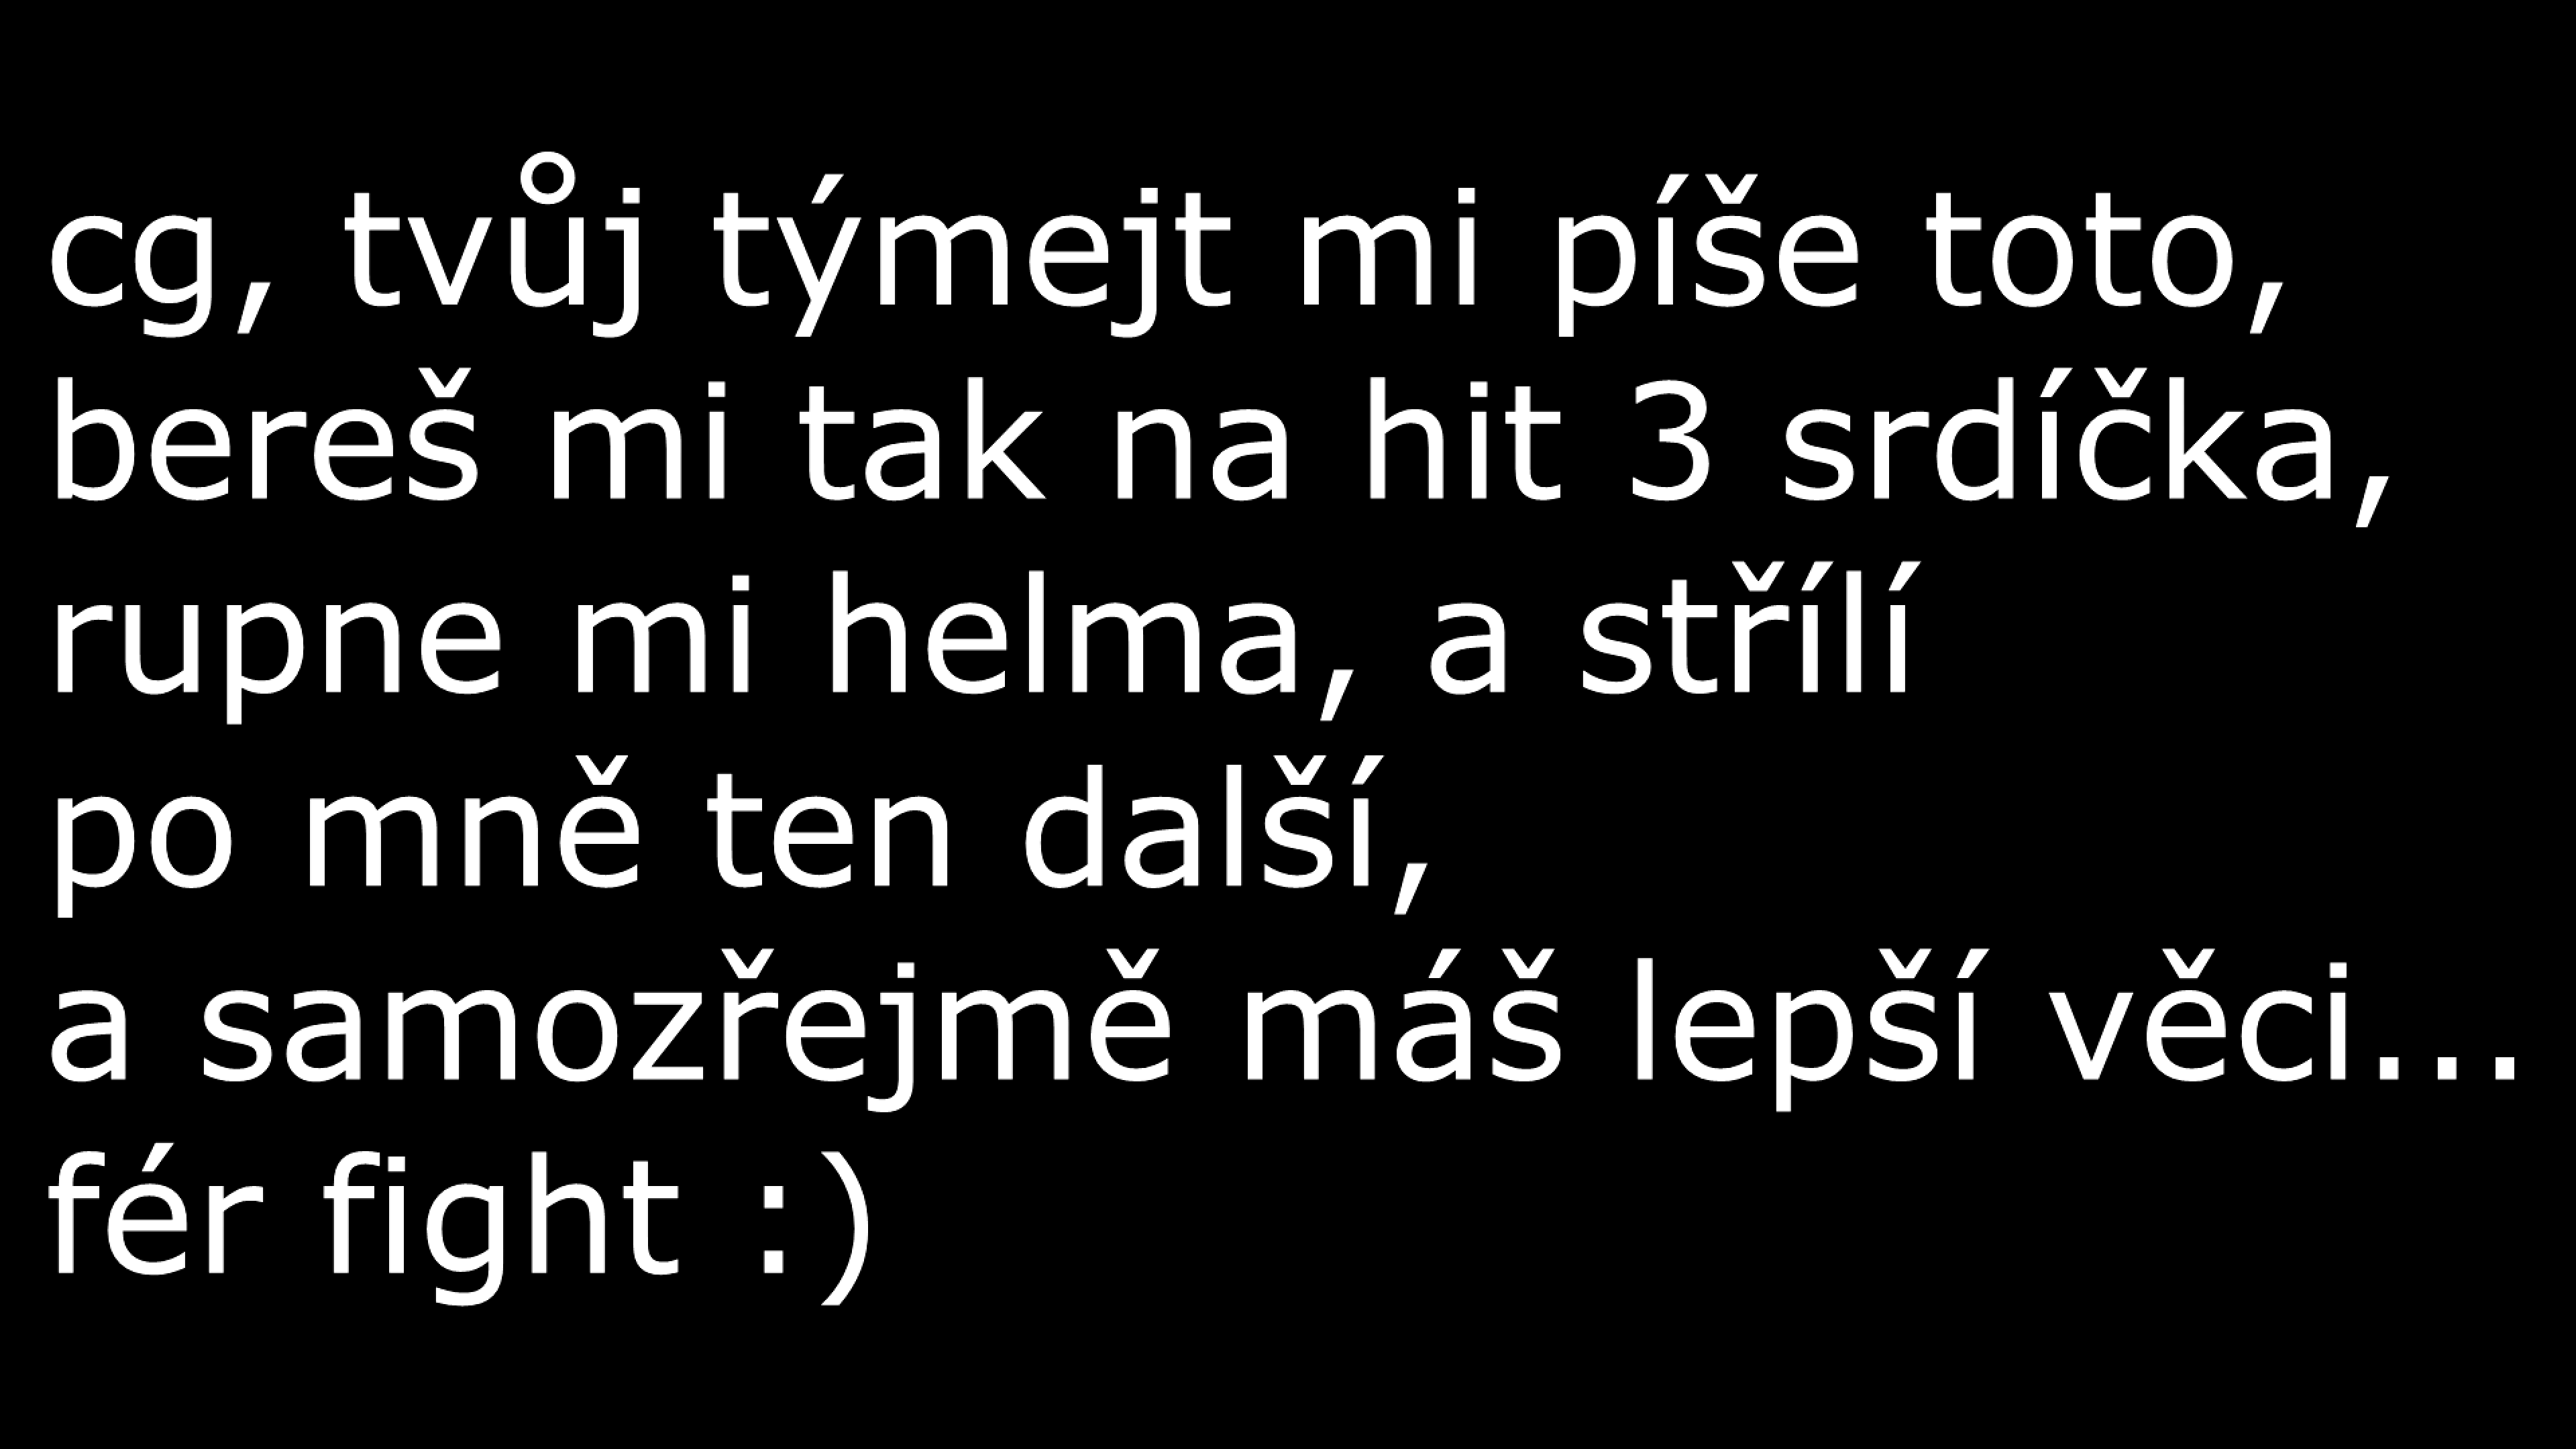 cg, tvůj týmejt mi píše toto,
bereš mi tak na hit 3 srdíčka,
rupne mi helma, a střílí
po mně ten další,
a samozřejmě máš lepší věci...
fér fight :)